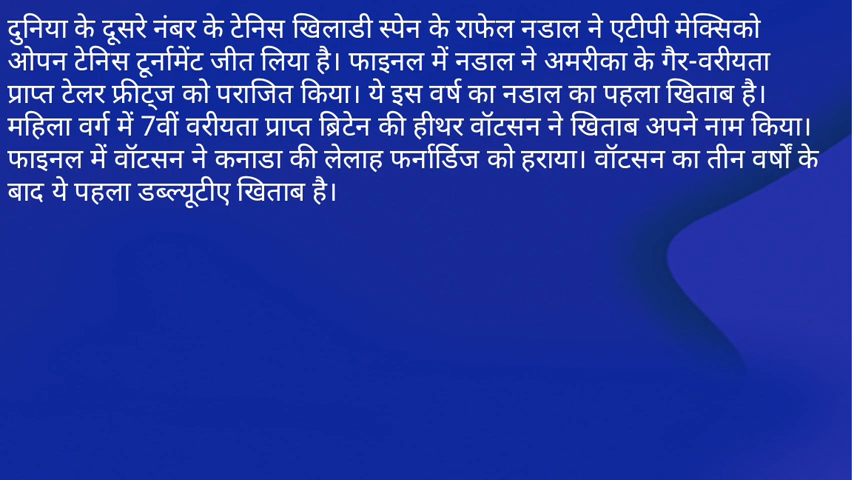 दुनिया के दूसरे नंबर के टेनिस खिलाडी स्पेन के राफेल नडाल ने एटीपी मेक्सिको
ओपन टेनिस टूर्नामेंट जीत लिया है। फाइनल में नडाल ने अमरीका के गैर-वरीयता
प्राप्त टेलर फ्रीट्ज को पराजित किया। ये इस वर्ष का नडाल का पहला खिताब है।
महिला वर्ग में 7वीं वरीयता प्राप्त ब्रिटेन की हीथर वॉटसन ने खिताब अपने नाम किया।
फाइनल में वॉटसन ने कनाडा की लेलाह फर्नार्डिज को हराया। वॉटसन का तीन वर्षों के
बाद ये पहला डब्ल्यूटीए खिताब है।